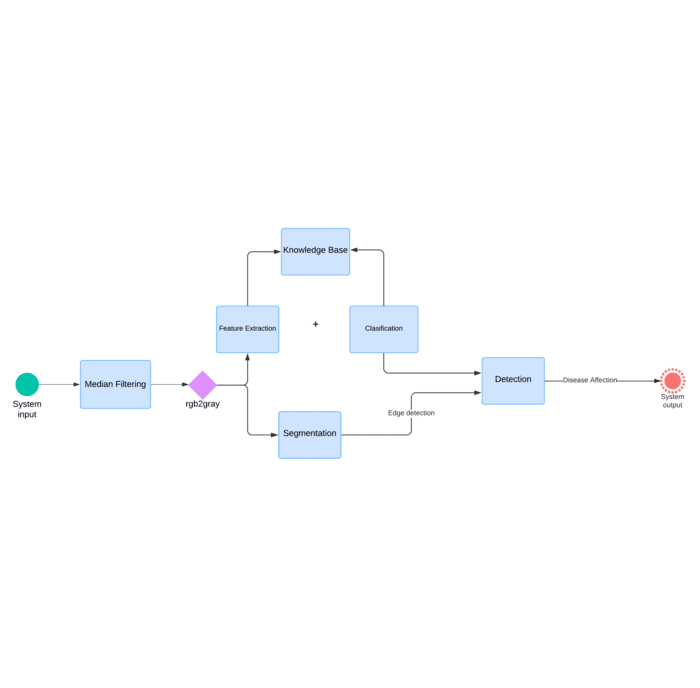 Knowledge Base
Feature Extraction
+
Clasification
Median Filtering
Detection
Disease Affection
System
input
rgb2gray
System
output
Edge detection
Segmentation